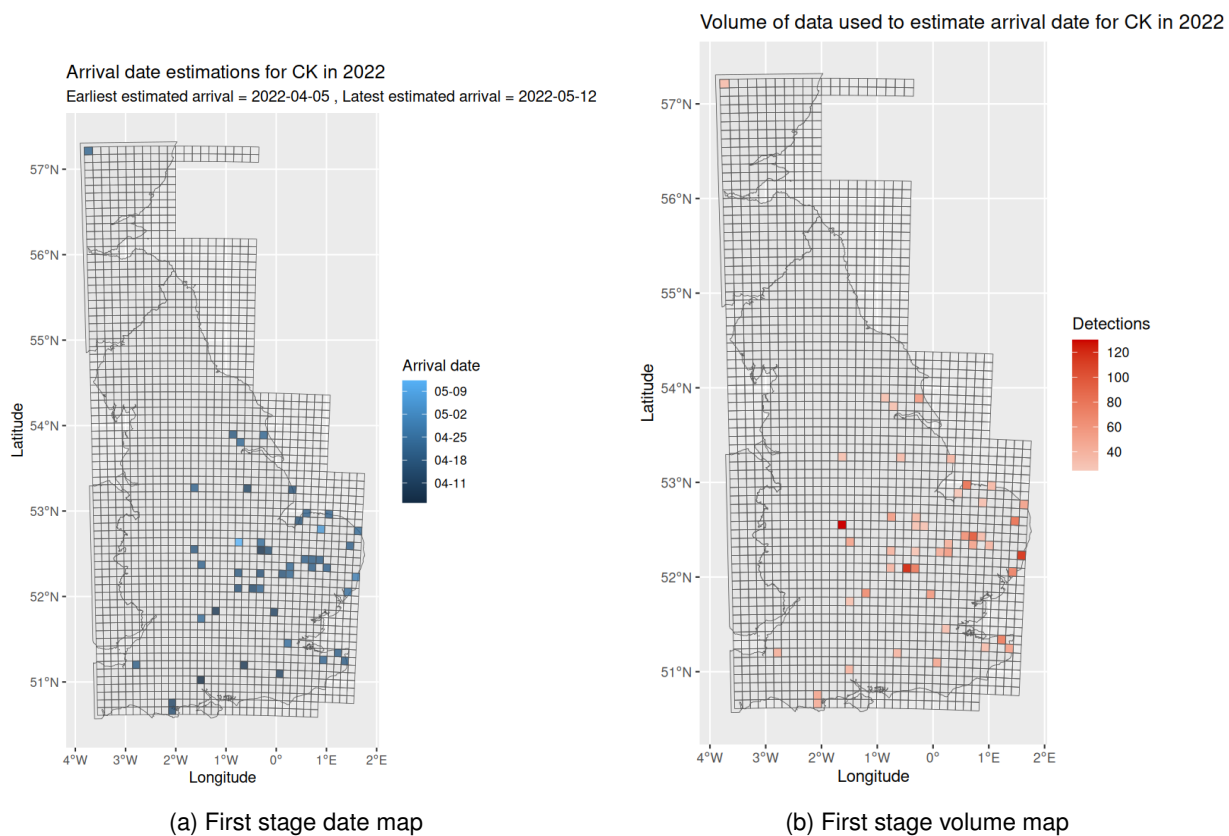 Arrival date estimations for CK in 2022
Earliest estimated arrival = 2022-04-05 , Latest estimated arrival = 2022-05-12
57°N
56°N
55°N
54°N
53°N
52°N
51°N
Latitude
4°W
3°W
2°W
1°W
0°
1°E
2°E
Longitude
Arrival date
05-09
05-02
04-25
04-18
04-11
(a) First stage date map
Volume of data used to estimate arrival date for CK in 2022
57°N
56°N
55°N
54°N
53°N
52°N
51°N
Latitude
4°W
3°W
2°W
1°W
0°
1°E
2°E
Longitude
Detections
120
100
80
60
40
(b) First stage volume map